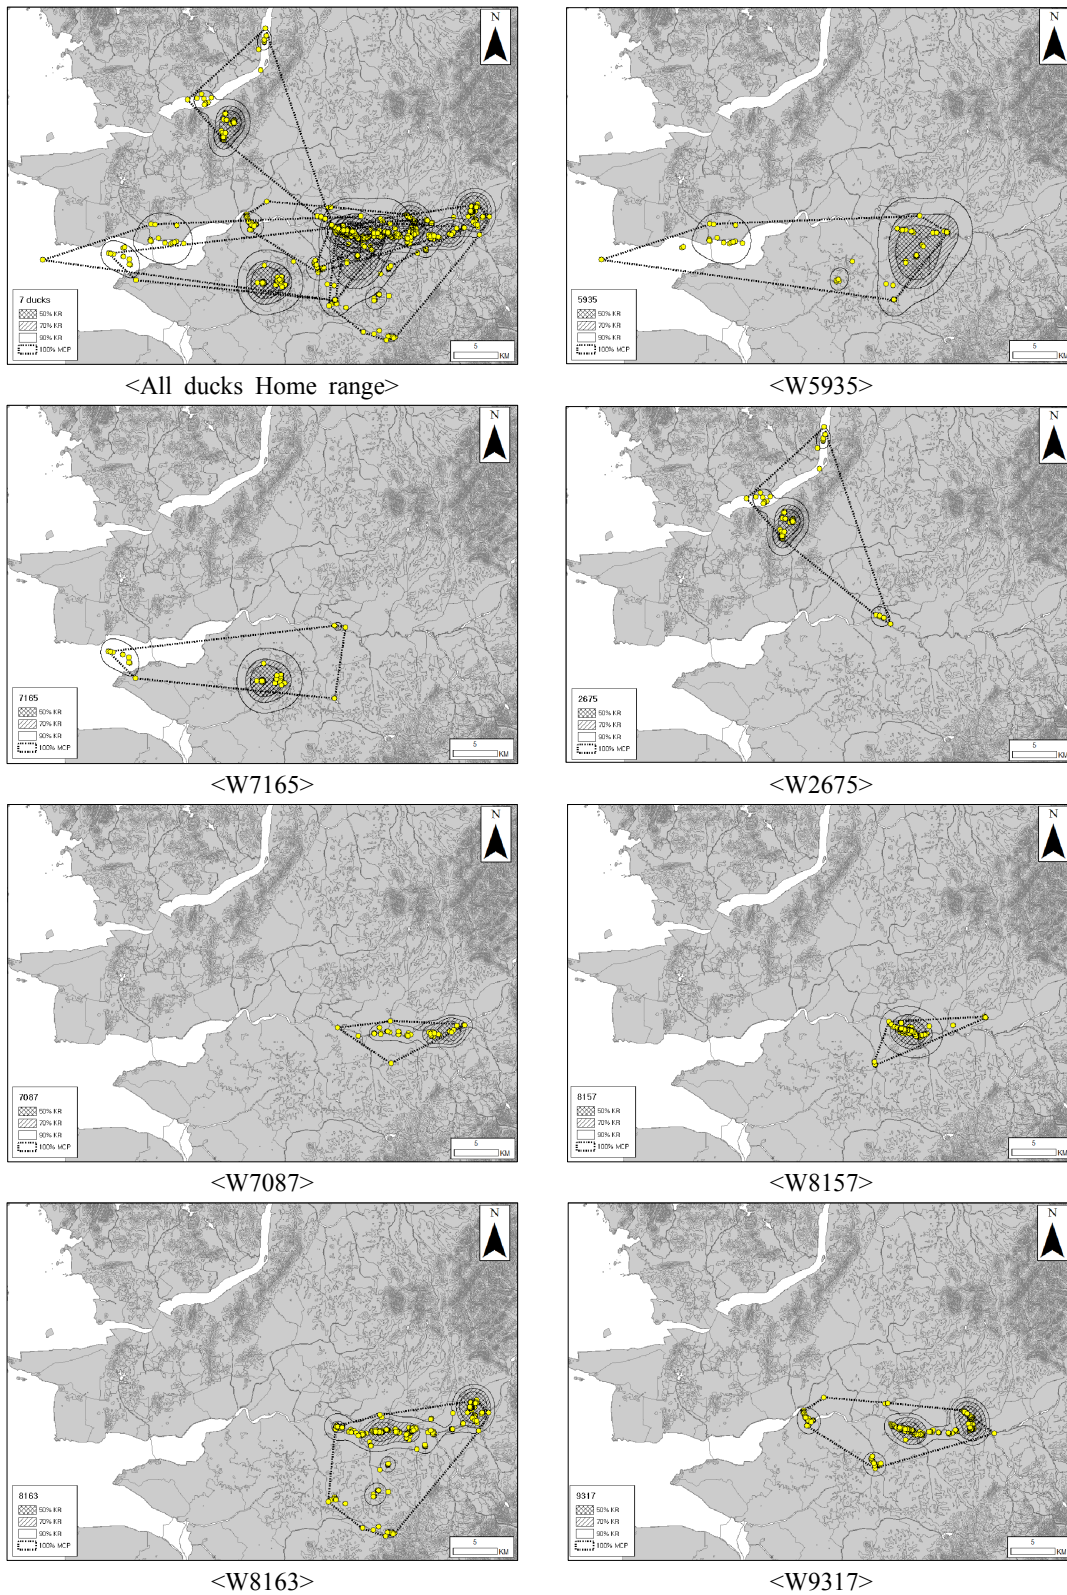 N
7 ducks
50% KR
70% KR
90% KR
100% MCP
5
KM
<All ducks Home range>
N
5935
50% KR
70% KR
90% KR
100% MCP
5
KM
<W5935>
N
7165
50% KR
70% KR
90% KR
100% MCP
5
KM
<W7165>
N
2675
50% KR
70% KR
90% KR
100% MCP
5
KM
<W2675>
N
7087
50% KR
70% KR
90% KR
100% MCP
5
KM
<W7087>
N
8157
50% KR
70% KR
90% KR
100% MCP
5
KM
<W8157>
N
8163
50% KR
70% KR
90% KR
100% MCP
5
KM
<W8163>
N
9317
50% KR
70% KR
90% KR
100% MCP
5
KM
<W9317>